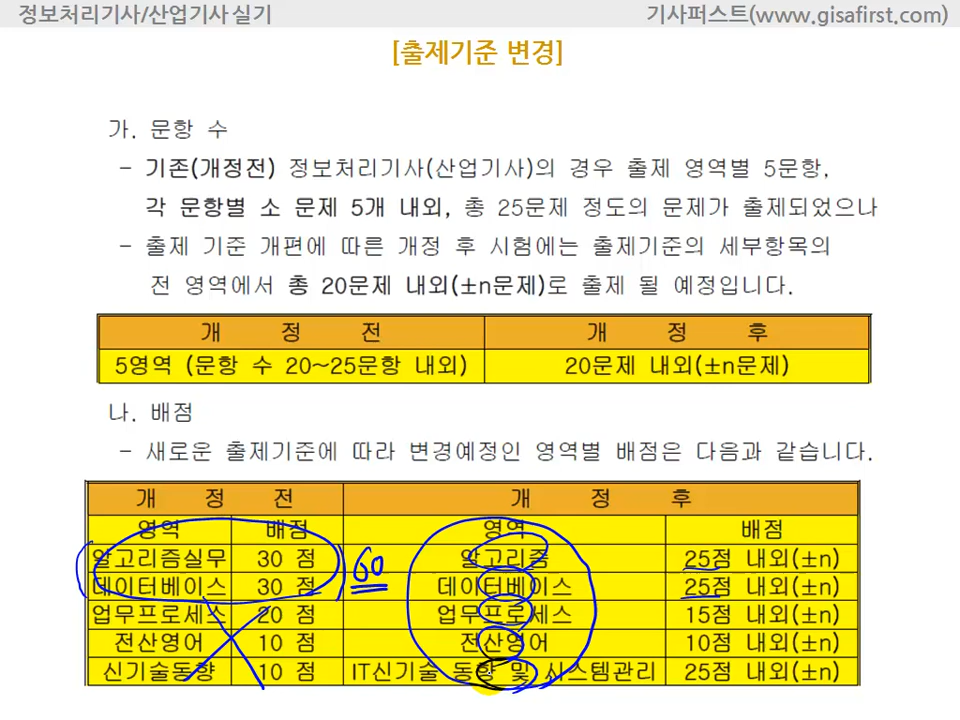 정보처리기사/산업기사 실기 기사퍼스트(www.gisafirst.com)
[출제기준 변경]
가. 문항 수
- 기존(개정전) 정보처리기사(산업기사)의 경우 출제 영역별 5문항,
각 문항별 소 문제 5개 내외, 총 25문제 정도의 문제가 출제되었으나
- 출제 기준 개편에 따른 개정 후 시험에는 출제기준의 세부항목의
전 영역에서 총 20문제 내외(±n문제)로 출제 될 예정입니다.
개 정 전 개 정 후
5영역 (문항 수 20~25문항 내외) 20문제 내외(±n문제)
나. 배점
- 새로운 출제기준에 따라 변경예정인 영역별 배점은 다음과 같습니다.
개 정 전 개 정 후
영역 배점 영역 배점
알고리즘실무 30 점 60 알고리즘 25점 내외(±n)
데이터베이스 30 점 데이터베이스 25점 내외(±n)
업무프로세스 20 점 업무프로세스 15점 내외(±n)
전산영어 10 점 전산영어 10점 내외(±n)
신기술동향 10 점 IT신기술 동향 및 시스템관리 25점 내외(±n)